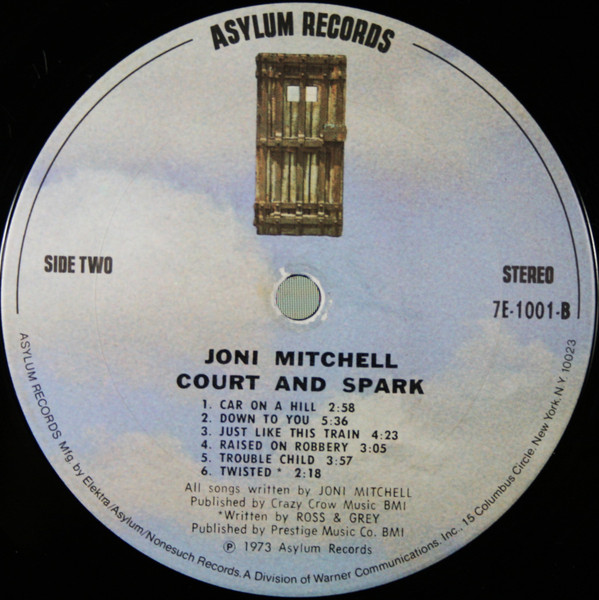 ASYLUM RECORDS
SIDE TWO
STEREO
7E-1001-B
JONI MITCHELL
COURT AND SPARK
1. CAR ON A HILL 2:58
2. DOWN TO YOU 5:36
3. JUST LIKE THIS TRAIN 4:23
4. RAISED ON ROBBERY 3:05
5. TROUBLE CHILD 3:57
6. TWISTED * 2:18
All songs written by JONI MITCHELL
Published by Crazy Crow Music BMI
*Written by ROSS & GREY
Published by Prestige Music Co. BMI
Ⓟ 1973 Asylum Records
ASYLUM RECORDS Mfg. by Elektra/Asylum/Nonesuch Records. A Division of Warner Communications, Inc., 15 Columbus Circle, New York, N.Y. 10023